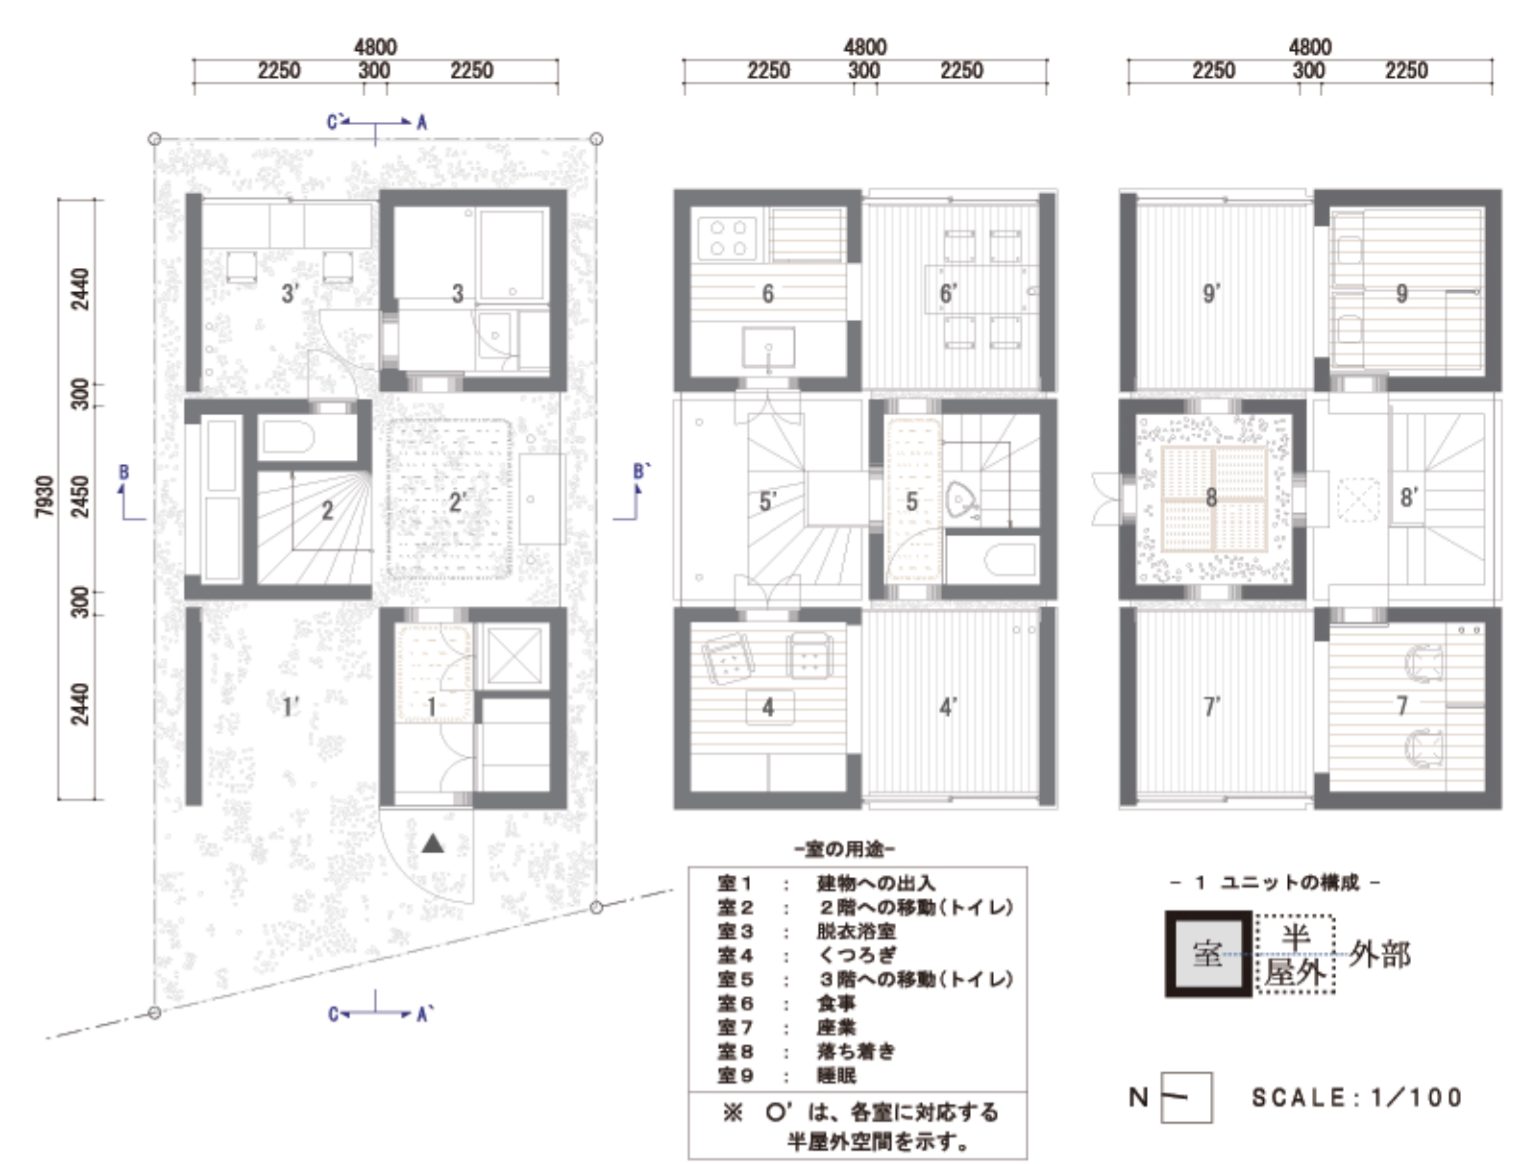 4800
2250 300 2250
4800
2250 300 2250
4800
2250 300 2250
C` A
2440
300
2450
300
2440
7930
B
B`
3'
3
2
2'
1'
1
C A`
6
6'
5'
5
4
4'
9'
9
8
8'
7'
7
-室の用途-
室1 : 建物への出入
室2 : 2階への移動(トイレ)
室3 : 脱衣浴室
室4 : くつろぎ
室5 : 3階への移動(トイレ)
室6 : 食事
室7 : 座業
室8 : 落ち着き
室9 : 睡眠
※ ○' は、各室に対応する
半屋外空間を示す。
- 1 ユニットの構成 -
室 半屋外 外部
N
SCALE:1/100